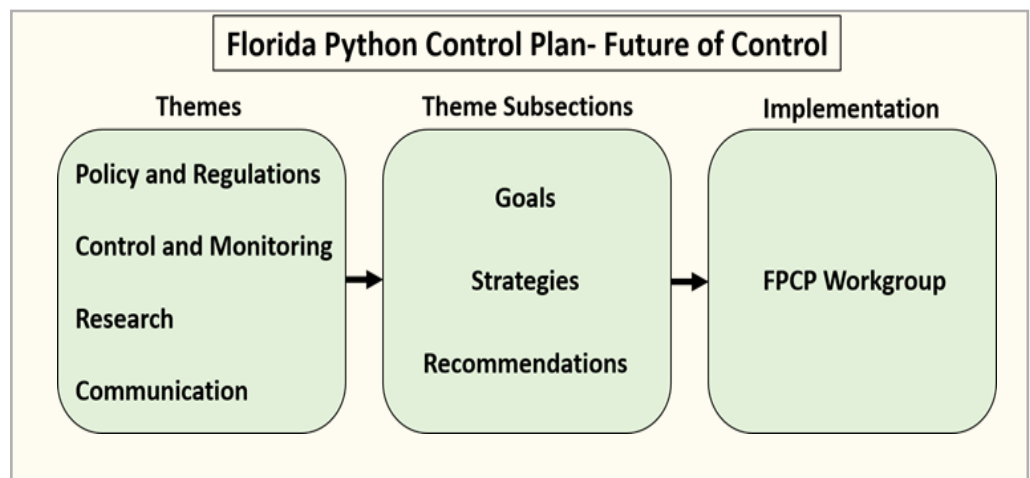 Florida Python Control Plan- Future of Control
Themes
Policy and Regulations
Control and Monitoring
Research
Communication
Theme Subsections
Goals
Strategies
Recommendations
Implementation
FPCP Workgroup